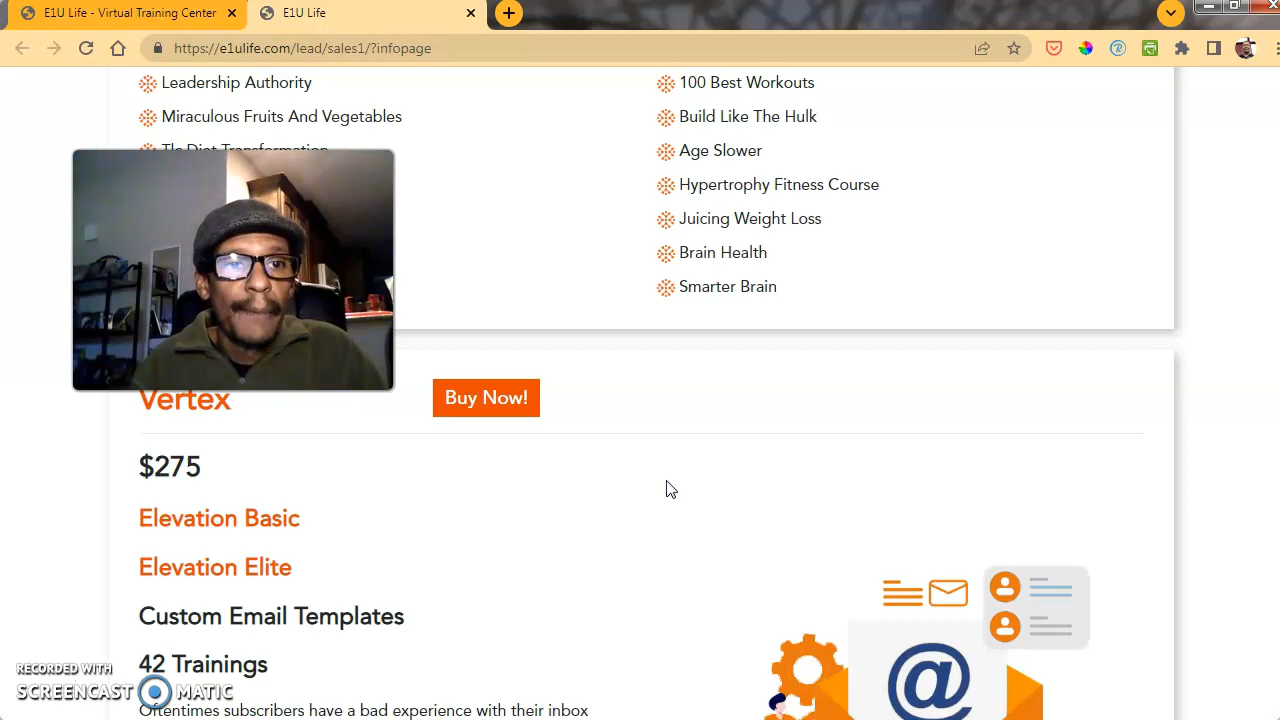 E1U Life - Virtual Training Center
E1U Life
https://e1ulife.com/lead/sales1/?infopage
Leadership Authority
Miraculous Fruits And Vegetables
Tlc Diet Transformation
100 Best Workouts
Build Like The Hulk
Age Slower
Hypertrophy Fitness Course
Juicing Weight Loss
Brain Health
Smarter Brain
Vertex
Buy Now!
$275
Elevation Basic
Elevation Elite
Custom Email Templates
42 Trainings
Oftentimes subscribers have a bad experience with their inbox
@
RECORDED WITH
SCREENCAST MATIC